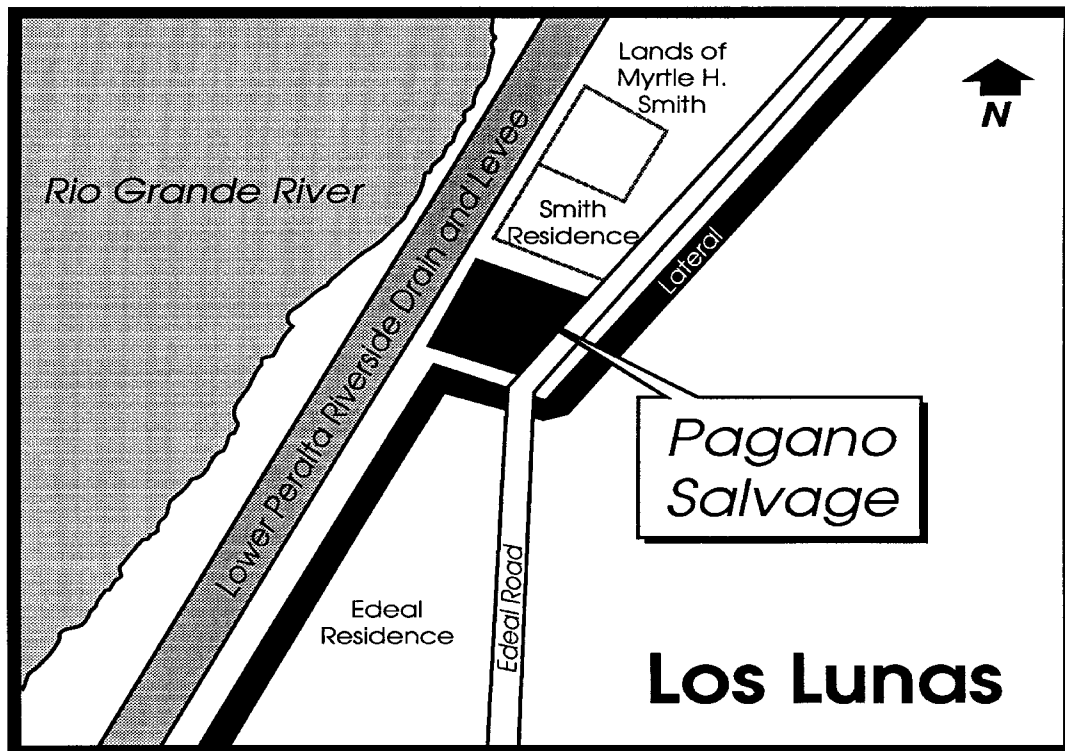 Lands of
Myrtle H.
Smith
N
Rio Grande River
Lower Peralta Riverside Drain and Levee
Smith
Residence
Lateral
Pagano
Salvage
Edeal
Residence
Edeal Road
Los Lunas